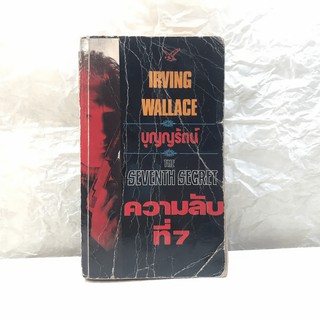 IRVING
WALLACE
บุญญรัตน์
THE
SEVENTH SECRET
ความลับ
ที่ 7